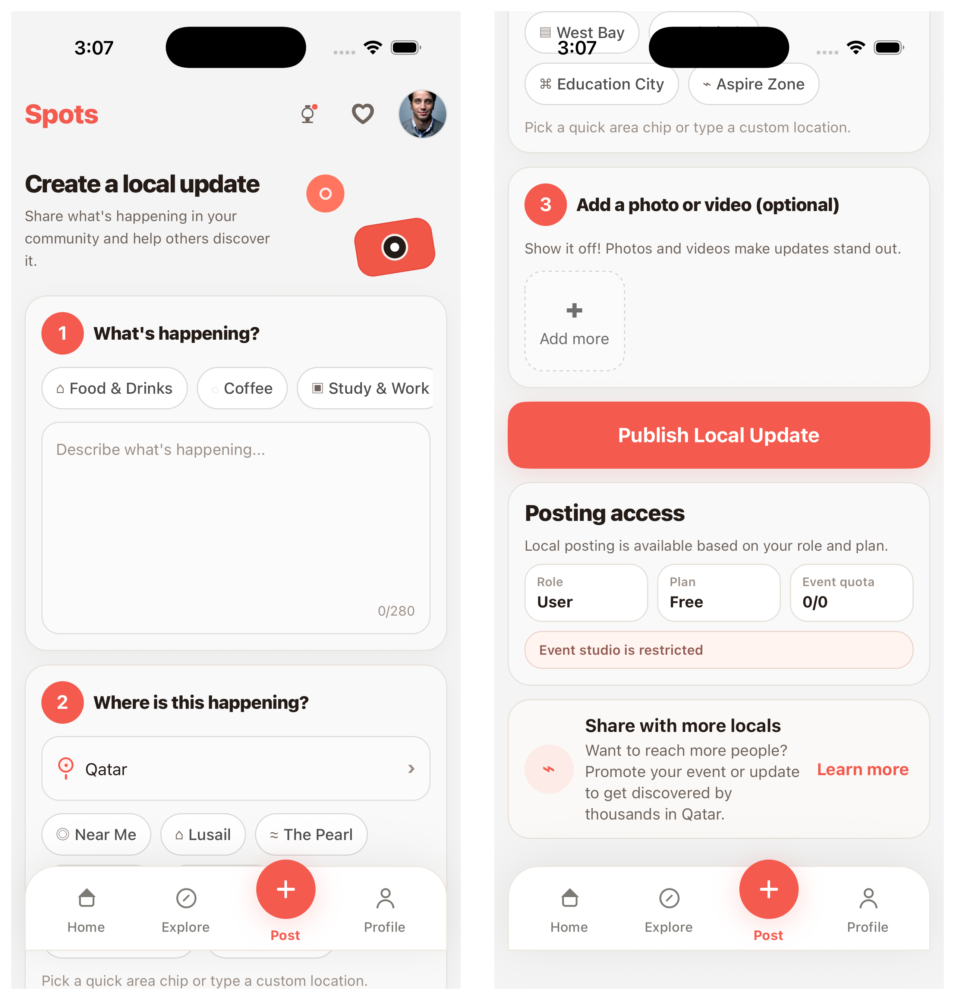 3:07
Spots
Create a local update
Share what's happening in your
community and help others discover
it.
1 What's happening?
Food & Drinks
Coffee
Study & Work
Describe what's happening...
0/280
2 Where is this happening?
Qatar
Near Me
Lusail
The Pearl
Home
Explore
Post
Profile
Pick a quick area chip or type a custom location.
West Bay
3:07
Education City
Aspire Zone
Pick a quick area chip or type a custom location.
3 Add a photo or video (optional)
Show it off! Photos and videos make updates stand out.
Add more
Publish Local Update
Posting access
Local posting is available based on your role and plan.
Role
User
Plan
Free
Event quota
0/0
Event studio is restricted
Share with more locals
Want to reach more people?
Promote your event or update
to get discovered by
thousands in Qatar.
Learn more
Home
Explore
Post
Profile